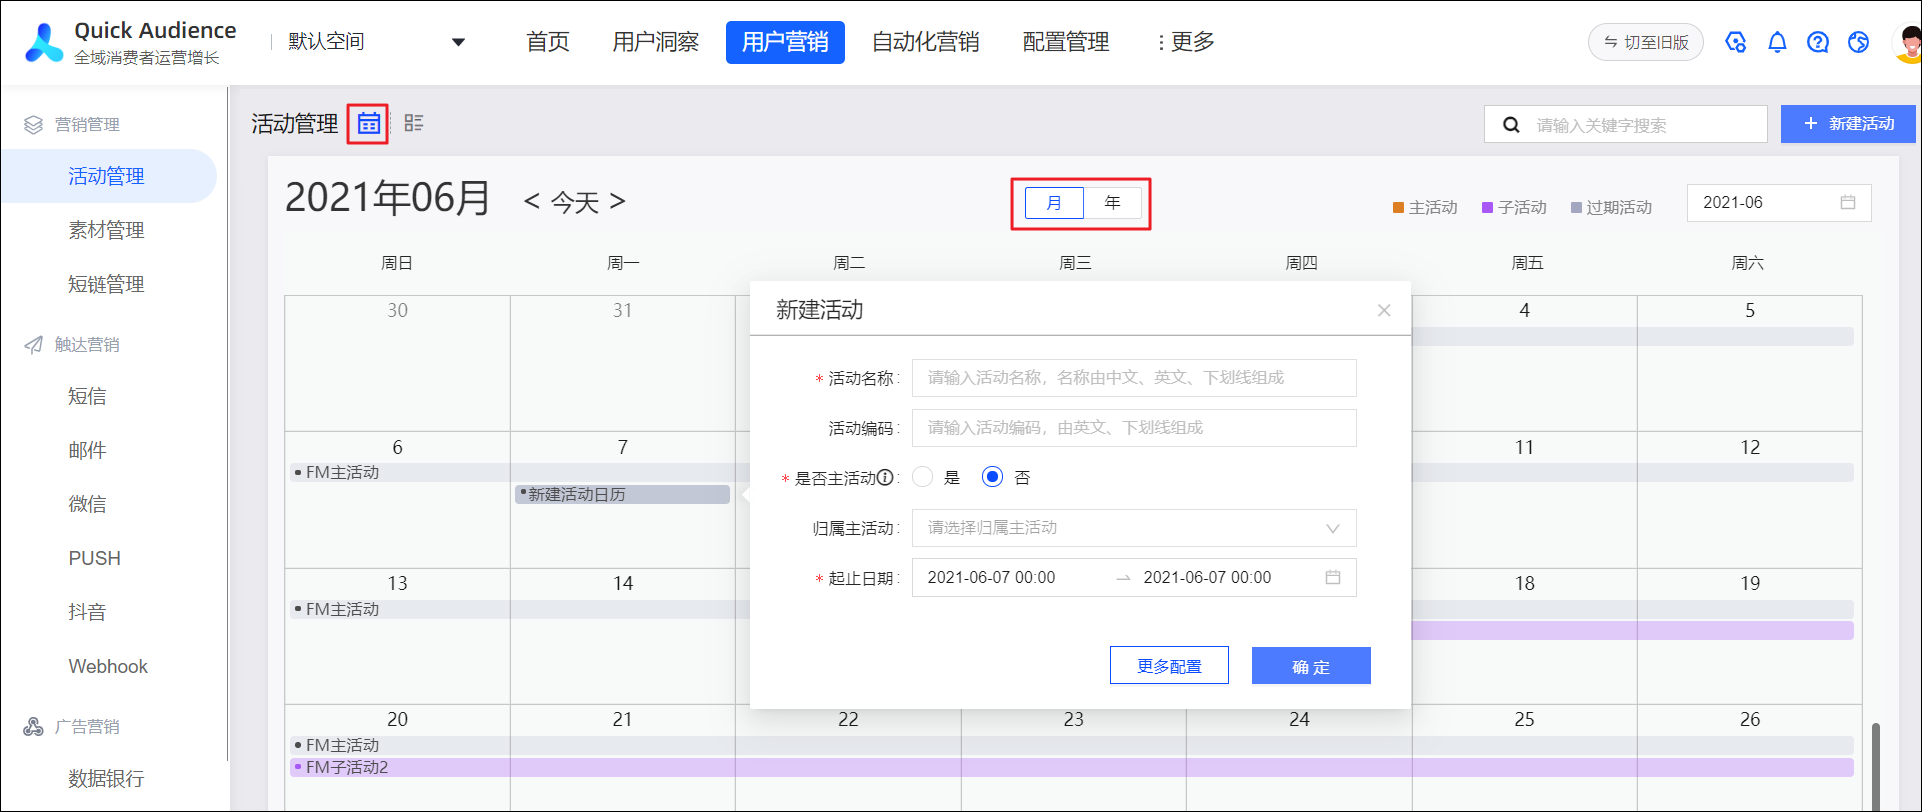 Quick Audience
全域消费者运营增长
默认空间
首页
用户洞察
用户营销
自动化营销
配置管理
更多
切至旧版
营销管理
活动管理
素材管理
短链管理
触达营销
短信
邮件
微信
PUSH
抖音
Webhook
广告营销
数据银行
活动管理
请输入关键字搜索
+ 新建活动
2021年06月
< 今天 >
月 年
主活动 子活动 过期活动
2021-06
周日 周一 周二 周三 周四 周五 周六
30 31 4 5
6 7 11 12
FM主活动
新建活动日历
13 14 18 19
FM主活动
20 21 22 23 24 25 26
FM主活动
FM子活动2
新建活动
* 活动名称:
请输入活动名称，名称由中文、英文、下划线组成
活动编码:
请输入活动编码，由英文、下划线组成
* 是否主活动:
是 否
归属主活动:
请选择归属主活动
* 起止日期:
2021-06-07 00:00 → 2021-06-07 00:00
更多配置
确 定